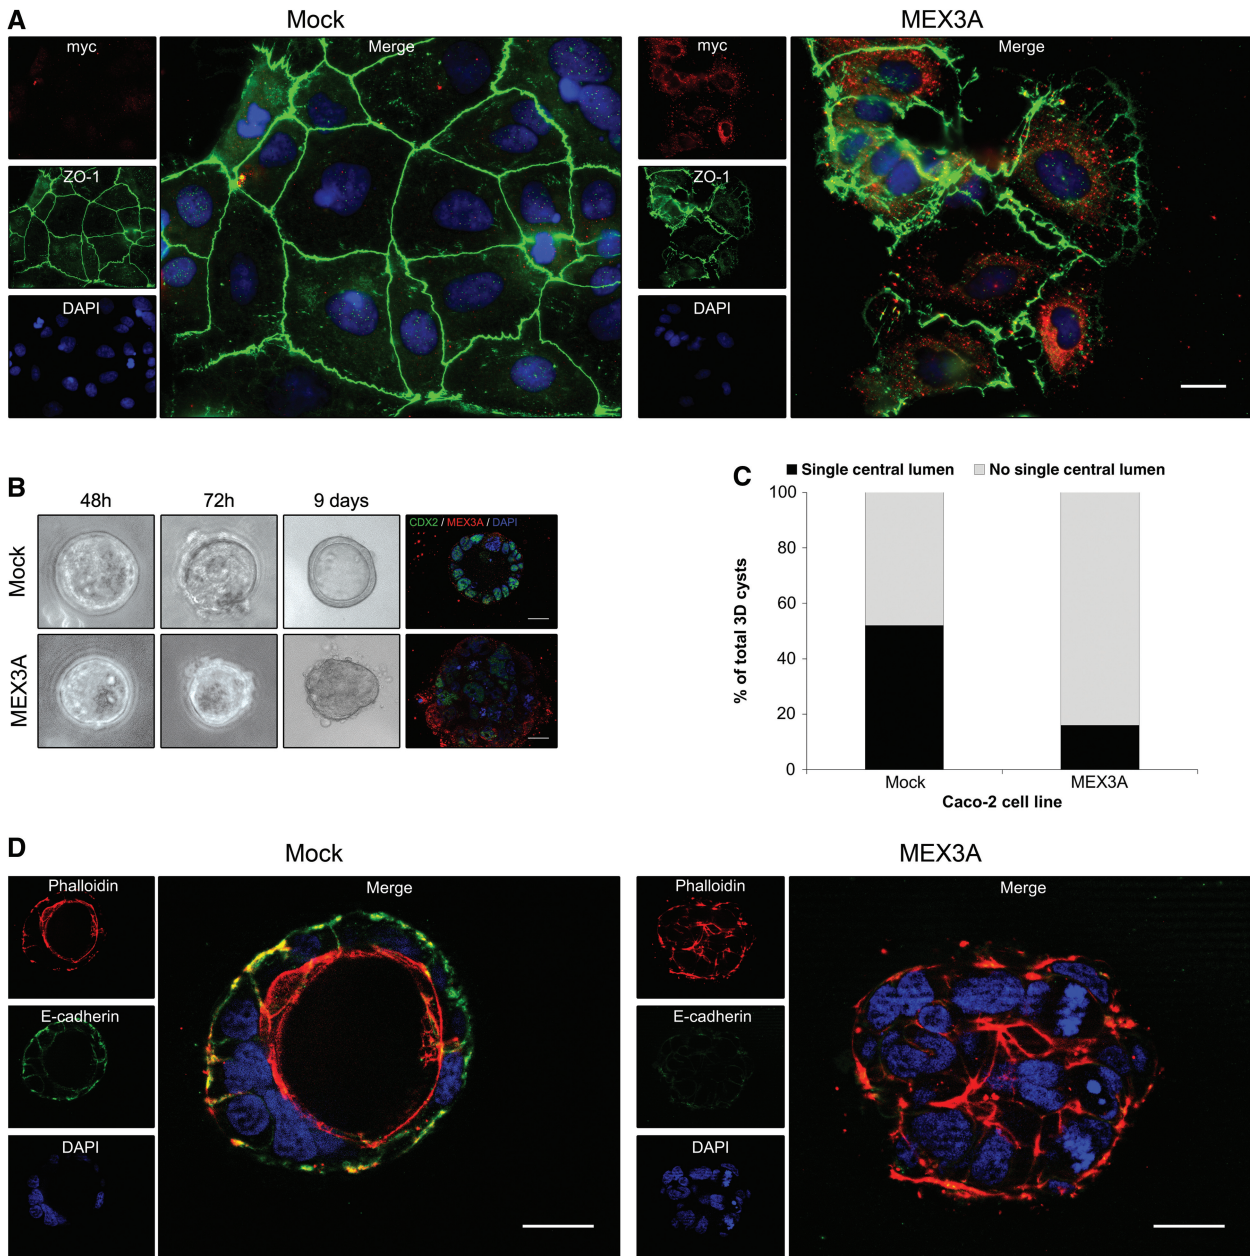 A
Mock
MEX3A
myc
Merge
ZO-1
DAPI
myc
Merge
ZO-1
DAPI
B
48h
72h
9 days
CDX2 / MEX3A / DAPI
Mock
MEX3A
C
Single central lumen
No single central lumen
% of total 3D cysts
100
80
60
40
20
0
Mock
MEX3A
Caco-2 cell line
D
Mock
MEX3A
Phalloidin
Merge
E-cadherin
DAPI
Phalloidin
Merge
E-cadherin
DAPI